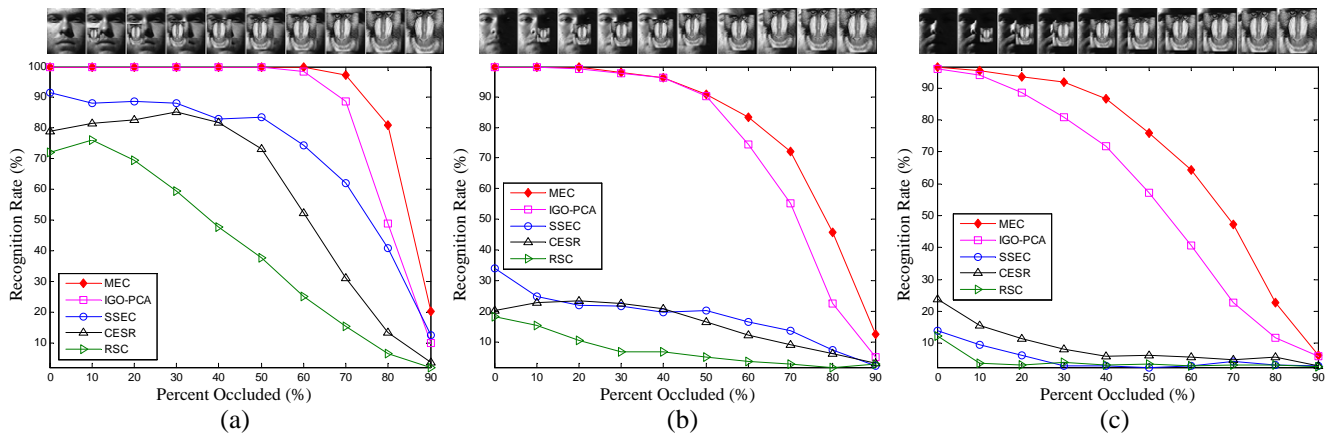 100
90
80
70
60
50
40
30
20
10
Recognition Rate (%)
MEC
IGO-PCA
SSEC
CESR
RSC
0 10 20 30 40 50 60 70 80 90
Percent Occluded (%)
(a)
100
90
80
70
60
50
40
30
20
10
Recognition Rate (%)
MEC
IGO-PCA
SSEC
CESR
RSC
0 10 20 30 40 50 60 70 80 90
Percent Occluded (%)
(b)
90
80
70
60
50
40
30
20
10
Recognition Rate (%)
MEC
IGO-PCA
SSEC
CESR
RSC
0 10 20 30 40 50 60 70 80 90
Percent Occluded (%)
(c)